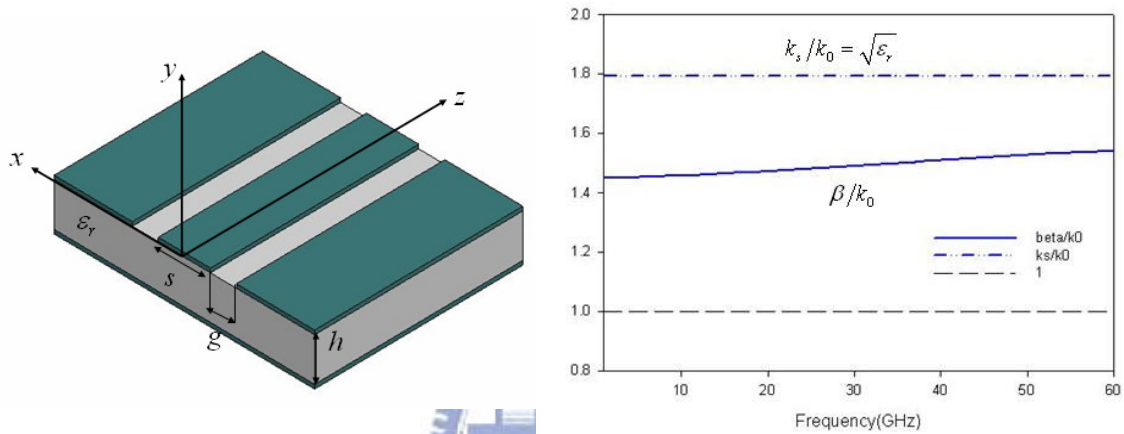 y
z
x
εᵣ
s
g
h
2.0
1.8
1.6
1.4
1.2
1.0
0.8
kₛ/k₀ = √εᵣ
β/k₀
beta/k0
ks/k0
1
10
20
30
40
50
60
Frequency(GHz)